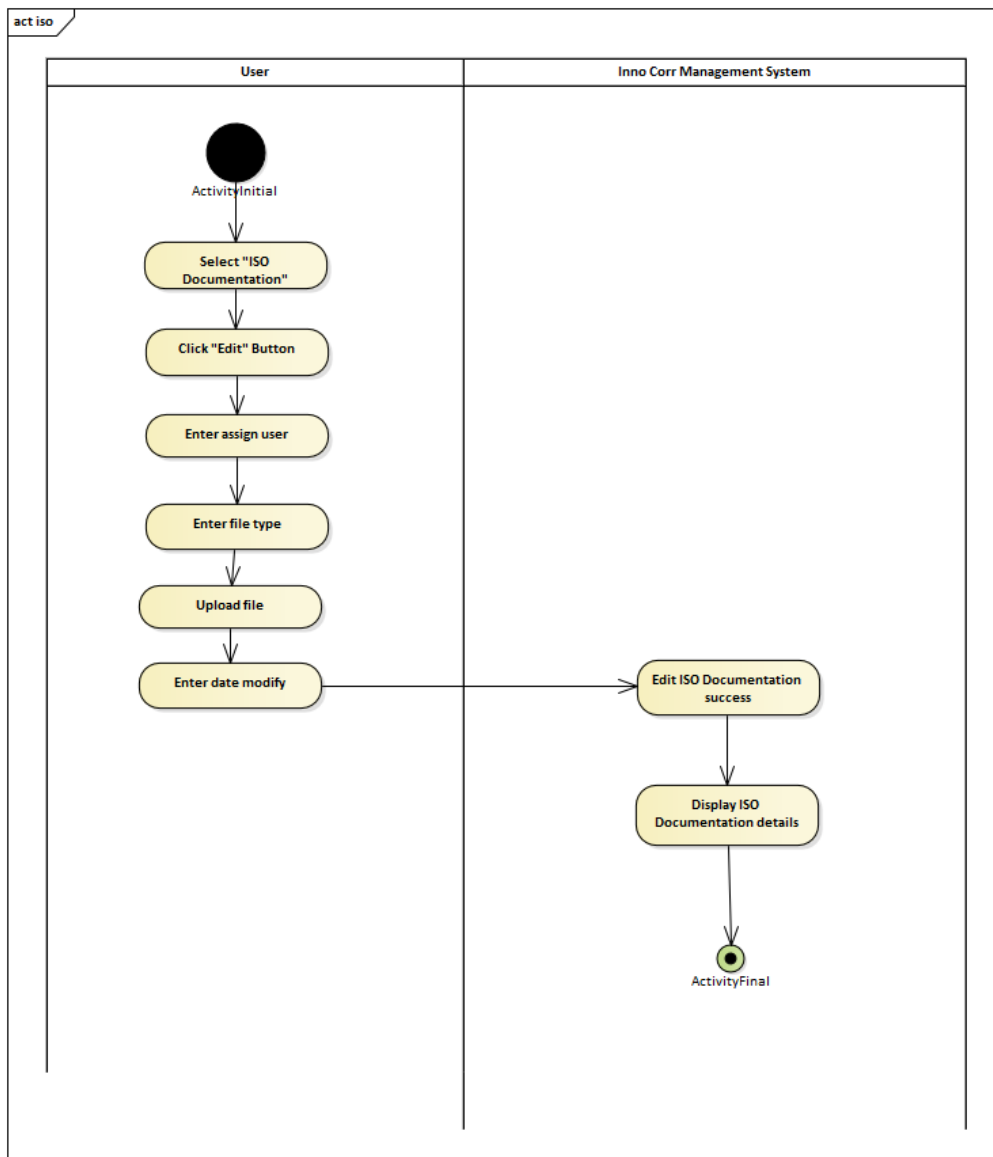 act iso
User
Inno Corr Management System
ActivityInitial
Select "ISO
Documentation"
Click "Edit" Button
Enter assign user
Enter file type
Upload file
Enter date modify
Edit ISO Documentation
success
Display ISO
Documentation details
ActivityFinal